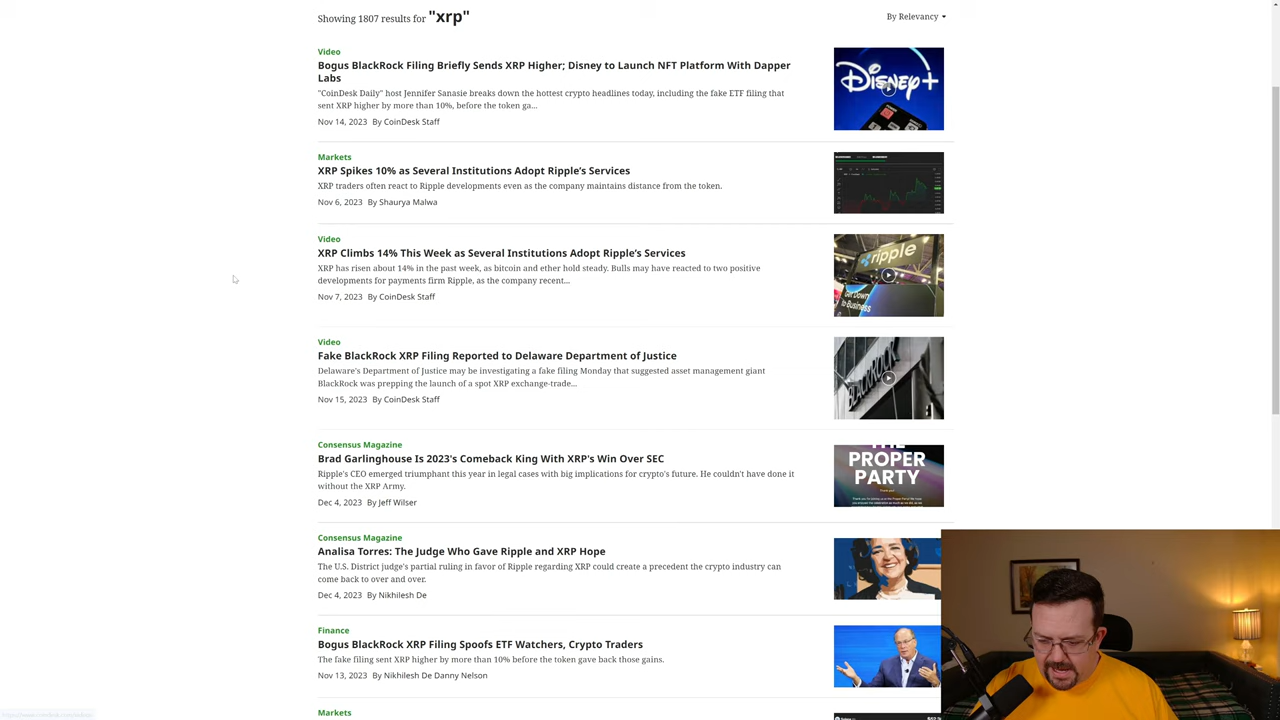 Showing 1807 results for "xrp"
By Relevancy
Video
Bogus BlackRock Filing Briefly Sends XRP Higher; Disney to Launch NFT Platform With Dapper
Labs
"CoinDesk Daily" host Jennifer Sanasie breaks down the hottest crypto headlines today, including the fake ETF filing that
sent XRP higher by more than 10%, before the token ga...
Nov 14, 2023 By CoinDesk Staff
Disney+
Markets
XRP Spikes 10% as Several Institutions Adopt Ripple’s Services
XRP traders often react to Ripple developments even as the company maintains distance from the token.
Nov 6, 2023 By Shaurya Malwa
Video
XRP Climbs 14% This Week as Several Institutions Adopt Ripple’s Services
XRP has risen about 14% in the past week, as bitcoin and ether hold steady. Bulls may have reacted to two positive
developments for payments firm Ripple, as the company recent...
Nov 7, 2023 By CoinDesk Staff
ripple
Get Down
to Business
Video
Fake BlackRock XRP Filing Reported to Delaware Department of Justice
Delaware's Department of Justice may be investigating a fake filing Monday that suggested asset management giant
BlackRock was prepping the launch of a spot XRP exchange-trade...
Nov 15, 2023 By CoinDesk Staff
BLACKROCK
Consensus Magazine
Brad Garlinghouse Is 2023's Comeback King With XRP's Win Over SEC
Ripple's CEO emerged triumphant this year in legal cases with big implications for crypto's future. He couldn't have done it
without the XRP Army.
Dec 4, 2023 By Jeff Wilser
THE
PROPER
PARTY
Consensus Magazine
Analisa Torres: The Judge Who Gave Ripple and XRP Hope
The U.S. District judge's partial ruling in favor of Ripple regarding XRP could create a precedent the crypto industry can
come back to over and over.
Dec 4, 2023 By Nikhilesh De
Finance
Bogus BlackRock XRP Filing Spoofs ETF Watchers, Crypto Traders
The fake filing sent XRP higher by more than 10% before the token gave back those gains.
Nov 13, 2023 By Nikhilesh De Danny Nelson
Markets